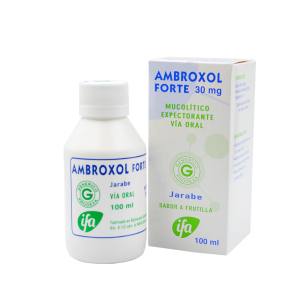 AMBROXOL FORTE
Jarabe
VÍA ORAL
100 ml
ifa
AMBROXOL
FORTE 30 mg
MUCOLÍTICO
EXPECTORANTE
VÍA ORAL
G
Jarabe
SABOR A FRUTILLA
ifa
100 ml